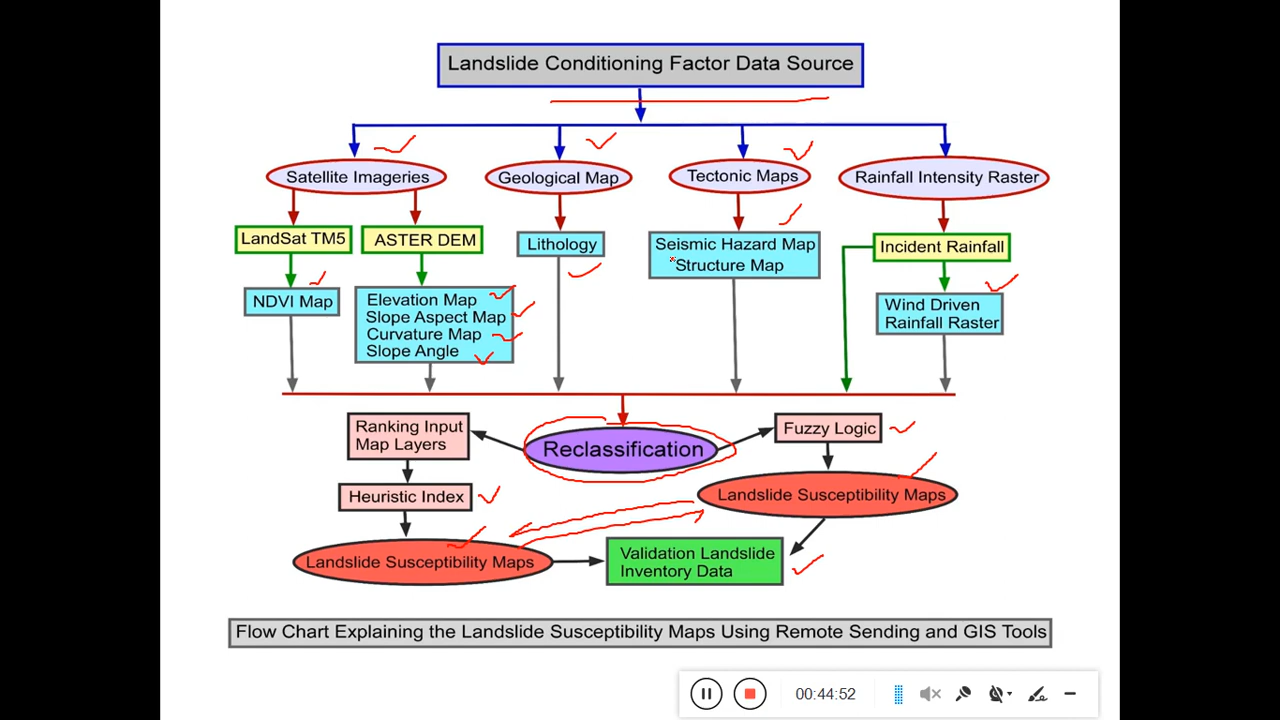 Landslide Conditioning Factor Data Source
Satellite Imageries
Geological Map
Tectonic Maps
Rainfall Intensity Raster
LandSat TM5
ASTER DEM
Lithology
Seismic Hazard Map
Structure Map
Incident Rainfall
NDVI Map
Elevation Map
Slope Aspect Map
Curvature Map
Slope Angle
Wind Driven
Rainfall Raster
Ranking Input
Map Layers
Reclassification
Fuzzy Logic
Heuristic Index
Landslide Susceptibility Maps
Landslide Susceptibility Maps
Validation Landslide
Inventory Data
Flow Chart Explaining the Landslide Susceptibility Maps Using Remote Sending and GIS Tools
00:44:52